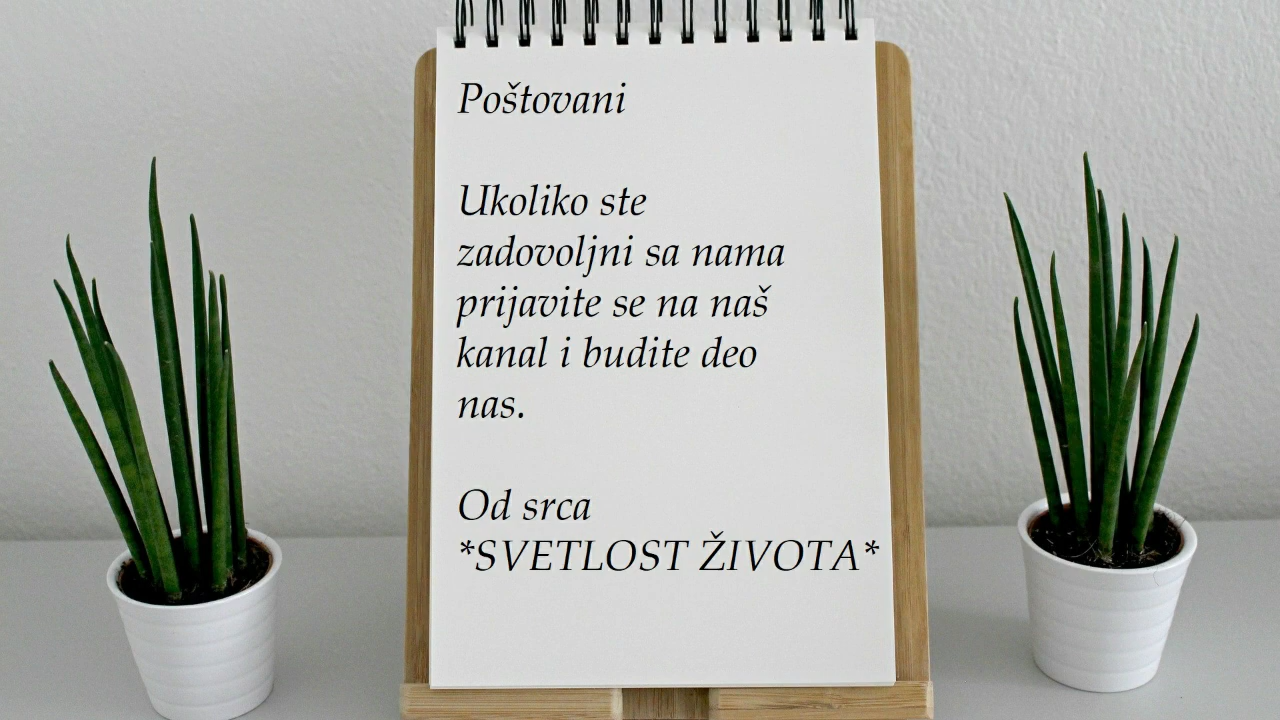 Poštovani
Ukoliko ste
zadovoljni sa nama
prijavite se na naš
kanal i budite deo
nas.
Od srca
*SVETLOST ŽIVOTA*